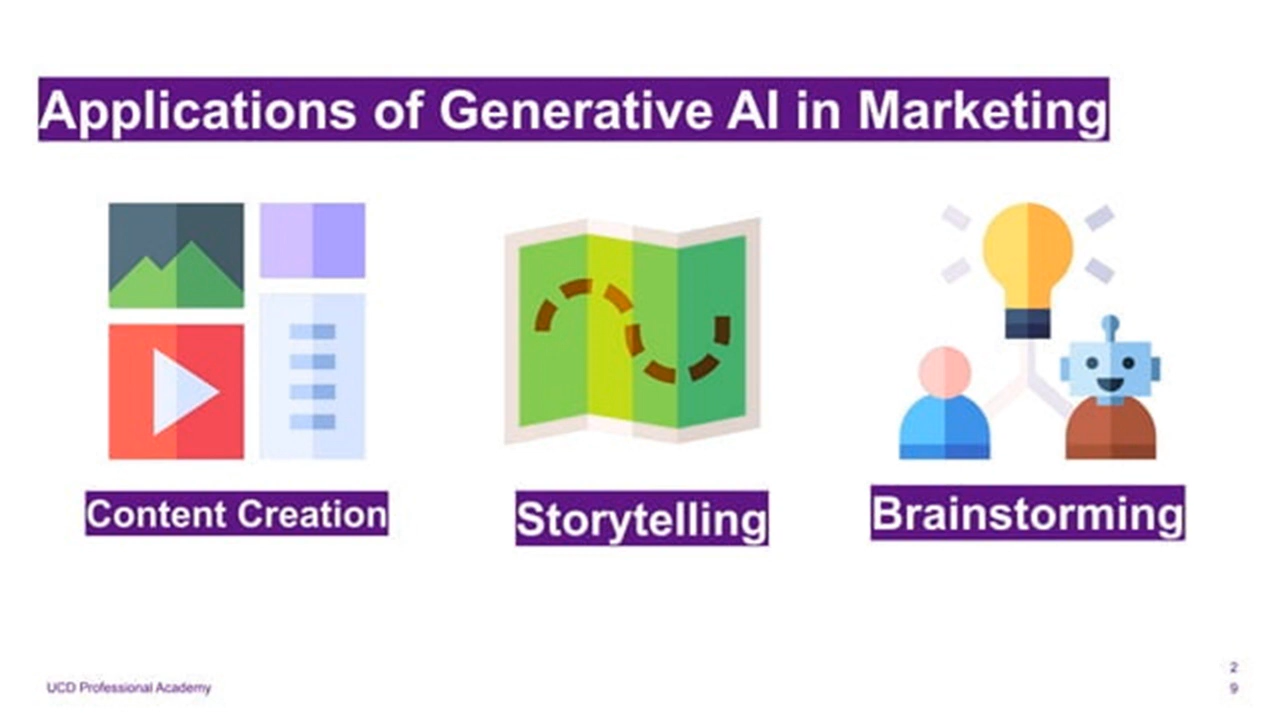 Applications of Generative AI in Marketing
Content Creation
Storytelling
Brainstorming
UCD Professional Academy
2
9